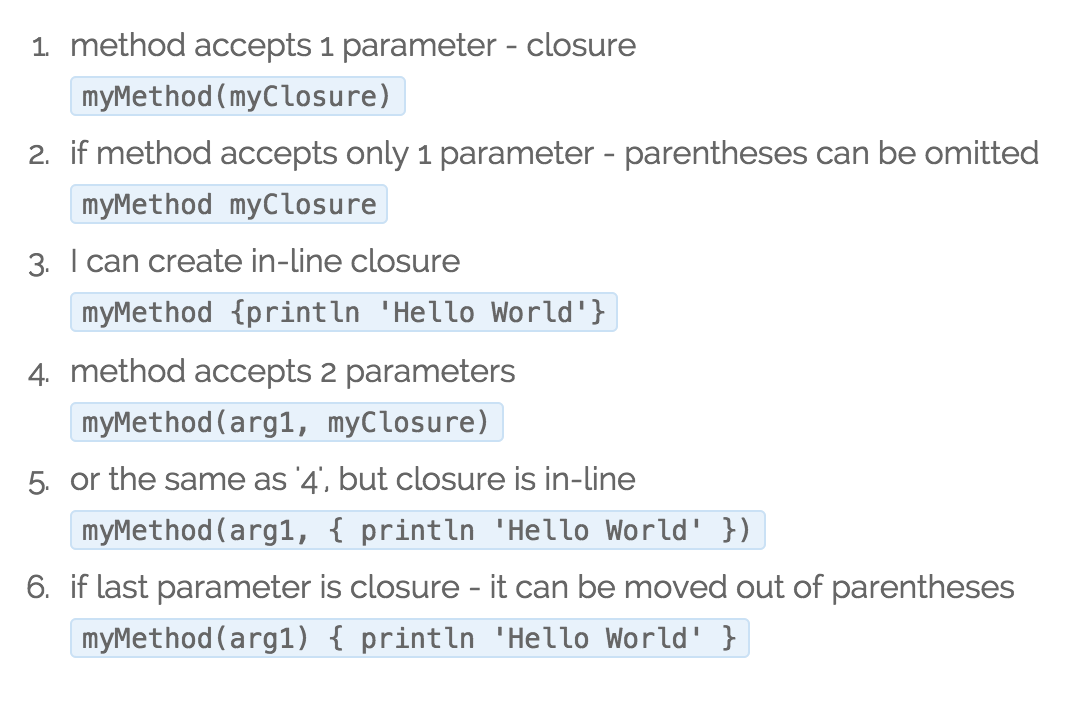 1. method accepts 1 parameter - closure
myMethod(myClosure)
2. if method accepts only 1 parameter - parentheses can be omitted
myMethod myClosure
3. I can create in-line closure
myMethod {println 'Hello World'}
4. method accepts 2 parameters
myMethod(arg1, myClosure)
5. or the same as '4', but closure is in-line
myMethod(arg1, { println 'Hello World' })
6. if last parameter is closure - it can be moved out of parentheses
myMethod(arg1) { println 'Hello World' }